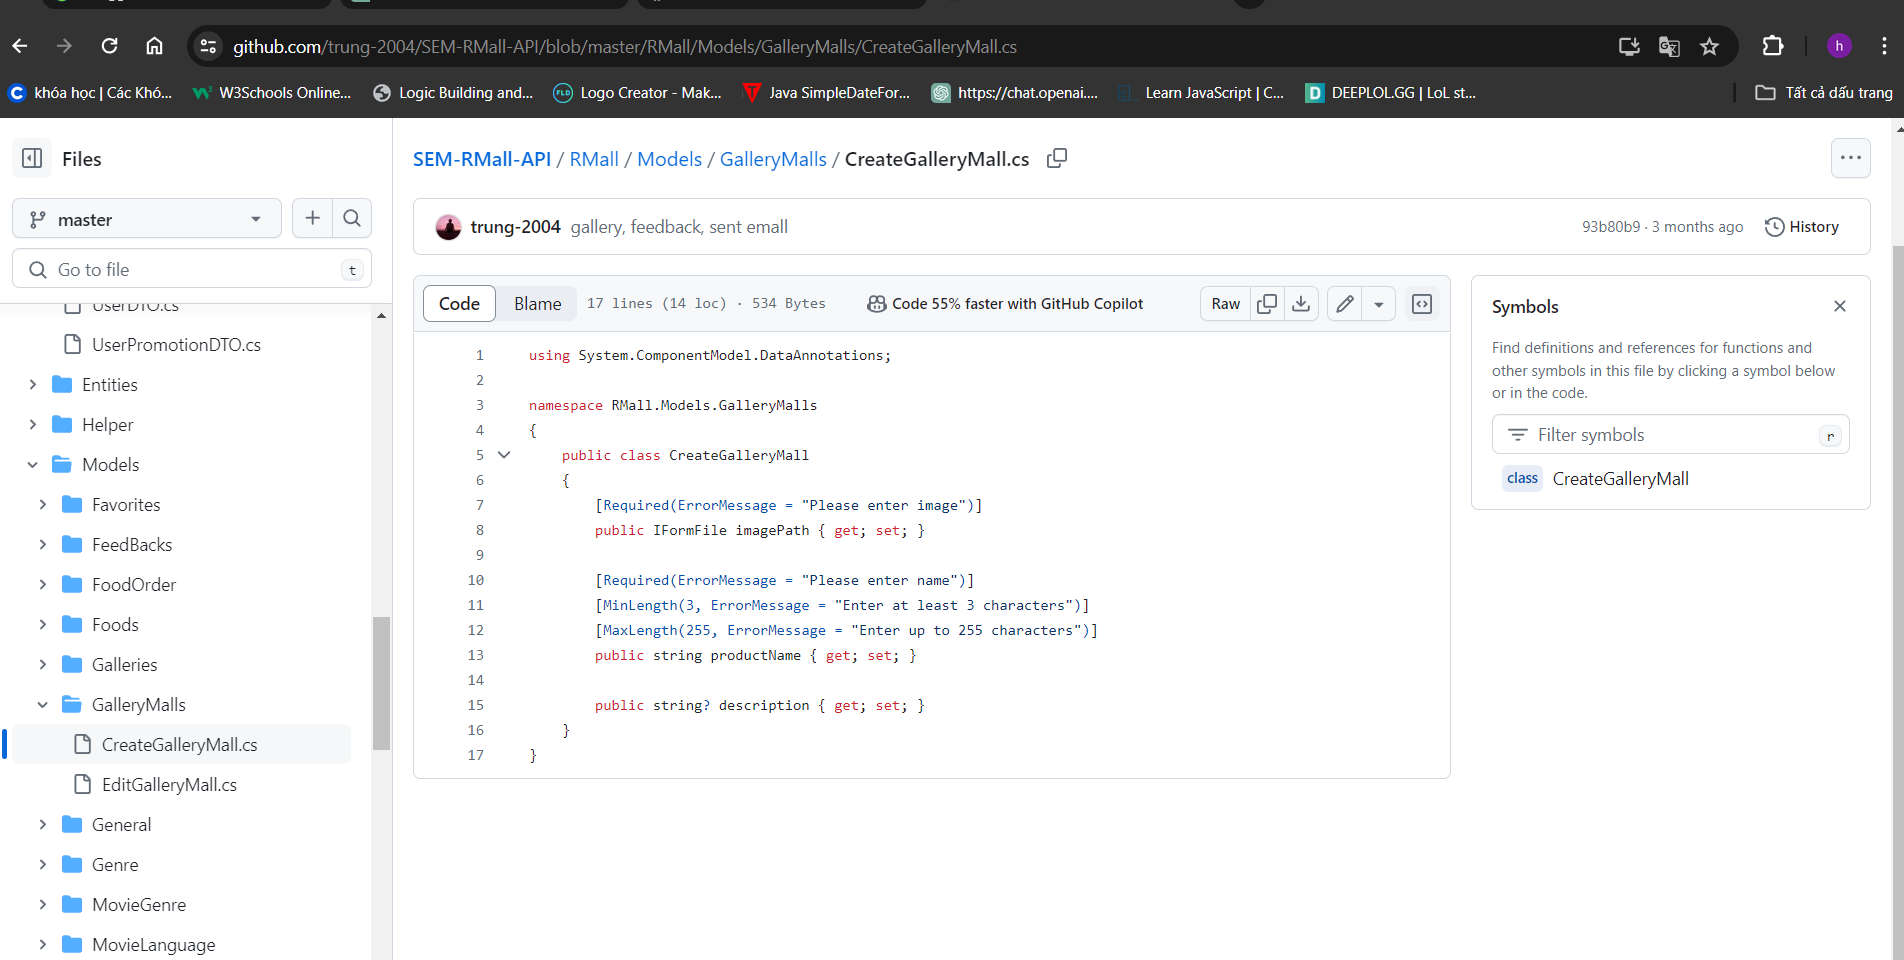 github.com/trung-2004/SEM-RMall-API/blob/master/RMall/Models/GalleryMalls/CreateGalleryMall.cs
h
khóa học | Các Khó...
W3Schools Online...
Logic Building and...
FLD
Logo Creator - Mak...
Java SimpleDateFor...
https://chat.openai....
Learn JavaScript | C...
DEEPLOL.GG | LoL st...
Tất cả dấu trang
Files
master
Go to file
t
UserDTO.cs
UserPromotionDTO.cs
Entities
Helper
Models
Favorites
FeedBacks
FoodOrder
Foods
Galleries
GalleryMalls
CreateGalleryMall.cs
EditGalleryMall.cs
General
Genre
MovieGenre
MovieLanguage
SEM-RMall-API / RMall / Models / GalleryMalls / CreateGalleryMall.cs
trung-2004 gallery, feedback, sent emall
93b80b9 · 3 months ago
History
Code
Blame
17 lines (14 loc) · 534 Bytes
Code 55% faster with GitHub Copilot
Raw
1 using System.ComponentModel.DataAnnotations;
2
3 namespace RMall.Models.GalleryMalls
4 {
5 public class CreateGalleryMall
6 {
7 [Required(ErrorMessage = "Please enter image")]
8 public IFormFile imagePath { get; set; }
9
10 [Required(ErrorMessage = "Please enter name")]
11 [MinLength(3, ErrorMessage = "Enter at least 3 characters")]
12 [MaxLength(255, ErrorMessage = "Enter up to 255 characters")]
13 public string productName { get; set; }
14
15 public string? description { get; set; }
16 }
17 }
Symbols
Find definitions and references for functions and
other symbols in this file by clicking a symbol below
or in the code.
Filter symbols
r
class CreateGalleryMall